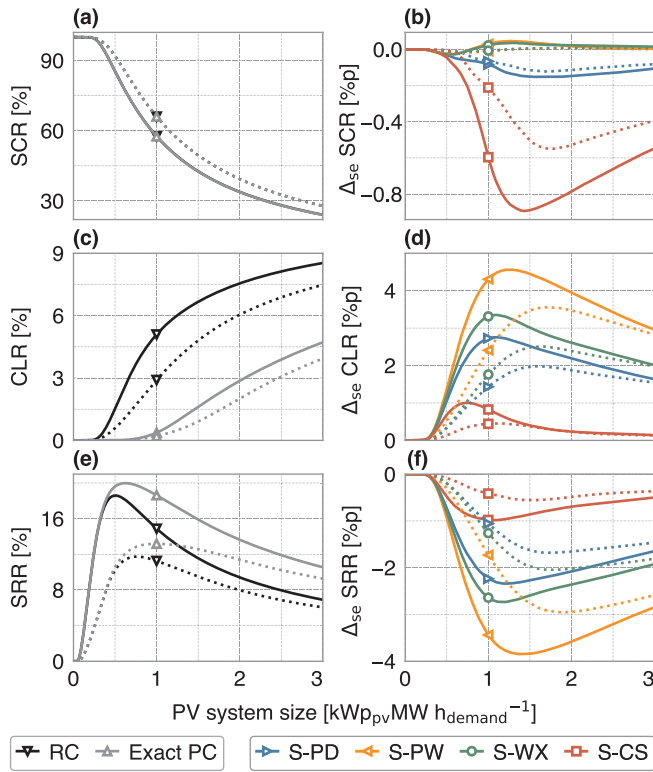 (a)
(b)
90
60
30
SCR [%]
0.0
−0.4
−0.8
Δse SCR [%p]
(c)
(d)
9
6
3
0
CLR [%]
4
2
0
Δse CLR [%p]
(e)
(f)
16
8
0
SRR [%]
0
−2
−4
Δse SRR [%p]
0 1 2 3
0 1 2 3
PV system size [kWppvMW hdemand−1]
RC Exact PC S-PD S-PW S-WX S-CS